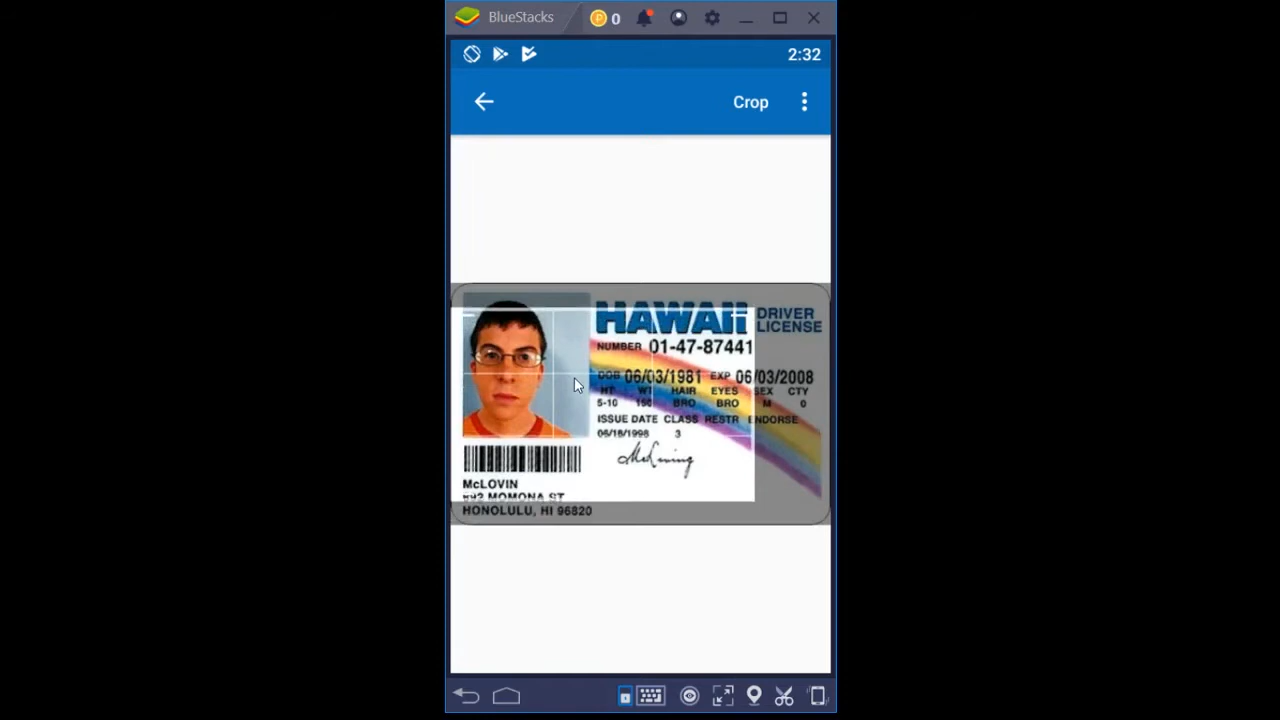 BlueStacks
0
2:32
Crop
HAWAII DRIVER
LICENSE
NUMBER 01-47-87441
DOB 06/03/1981 EXP 06/03/2008
HT WT HAIR EYES SEX CTY
5-10 150 BRO BRO M 0
ISSUE DATE CLASS RESTR ENDORSE
06/18/1998 3
McLOVIN
892 MOMONA ST
HONOLULU, HI 96820